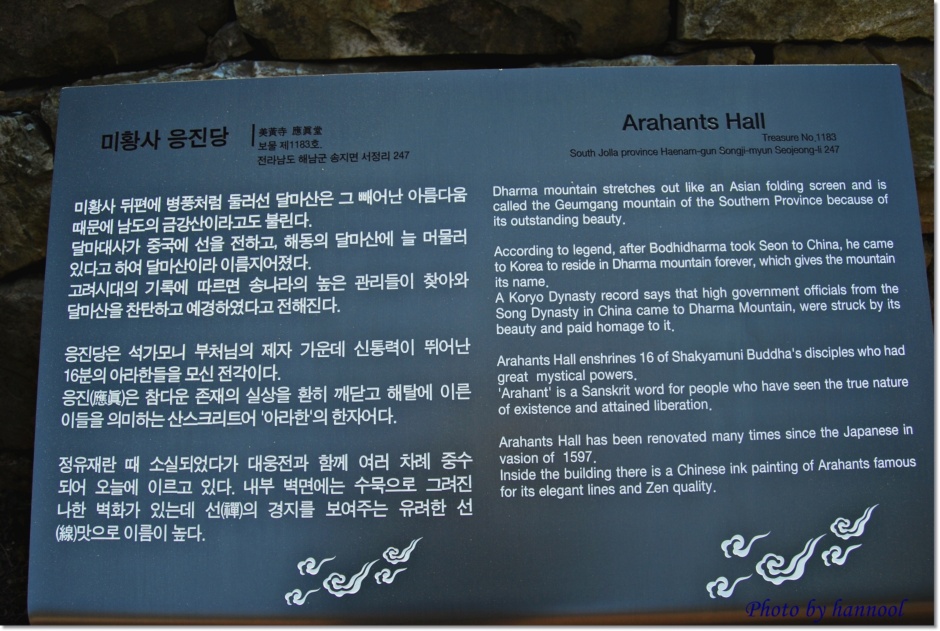 미황사 응진당
美黃寺 應眞堂
보물 제1183호.
전라남도 해남군 송지면 서정리 247
미황사 뒤편에 병풍처럼 둘러선 달마산은 그 빼어난 아름다움
때문에 남도의 금강산이라고도 불린다.
달마대사가 중국에 선을 전하고, 해동의 달마산에 늘 머물러
있다고 하여 달마산이라 이름지어졌다.
고려시대의 기록에 따르면 송나라의 높은 관리들이 찾아와
달마산을 찬탄하고 예경하였다고 전해진다.
응진당은 석가모니 부처님의 제자 가운데 신통력이 뛰어난
16분의 아라한들을 모신 전각이다.
응진(應眞)은 참다운 존재의 실상을 환히 깨닫고 해탈에 이른
이들을 의미하는 산스크리트어 '아라한'의 한자어다.
정유재란 때 소실되었다가 대웅전과 함께 여러 차례 중수
되어 오늘에 이르고 있다. 내부 벽면에는 수묵으로 그려진
나한 벽화가 있는데 선(禪)의 경지를 보여주는 유려한 선
(線)맛으로 이름이 높다.
Arahants Hall
Treasure No.1183
South Jolla province Haenam-gun Songji-myun Seojeong-li 247
Dharma mountain stretches out like an Asian folding screen and is
called the Geumgang mountain of the Southern Province because of
its outstanding beauty.
According to legend, after Bodhidharma took Seon to China, he came
to Korea to reside in Dharma mountain forever, which gives the mountain
its name.
A Koryo Dynasty record says that high government officials from the
Song Dynasty in China came to Dharma Mountain, were struck by its
beauty and paid homage to it.
Arahants Hall enshrines 16 of Shakyamuni Buddha's disciples who had
great mystical powers.
'Arahant' is a Sanskrit word for people who have seen the true nature
of existence and attained liberation.
Arahants Hall has been renovated many times since the Japanese in
vasion of 1597.
Inside the building there is a Chinese ink painting of Arahants famous
for its elegant lines and Zen quality.
Photo by hannool